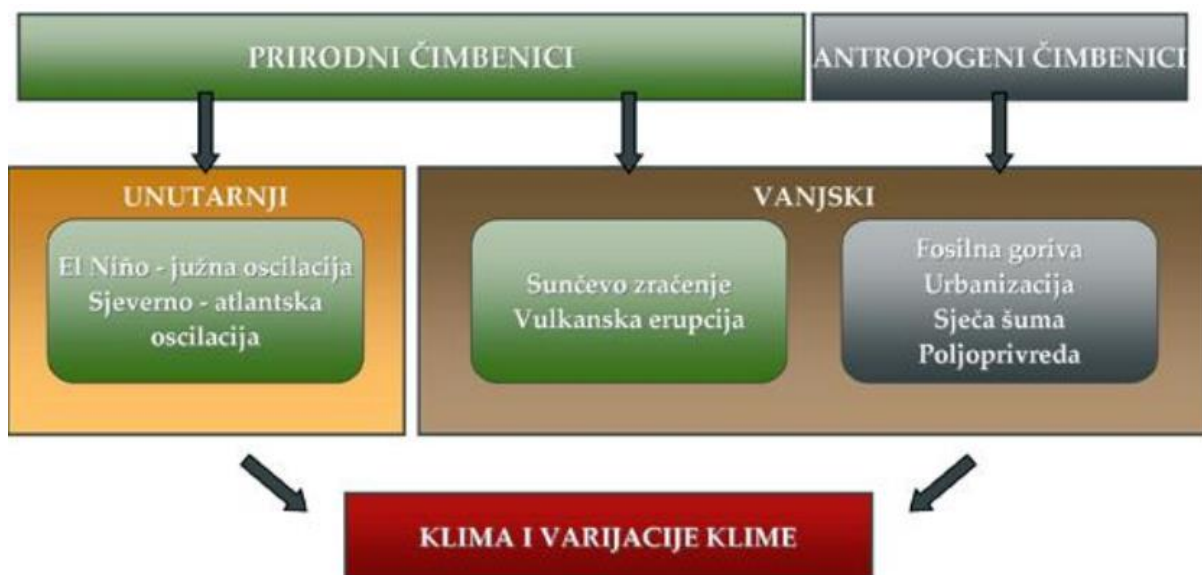 PRIRODNI ČIMBENICI
ANTROPOGENI ČIMBENICI
UNUTARNJI
El Niño - južna oscilacija
Sjeverno - atlantska
oscilacija
VANJSKI
Sunčevo zračenje
Vulkanska erupcija
Fosilna goriva
Urbanizacija
Sječa šuma
Poljoprivreda
KLIMA I VARIJACIJE KLIME